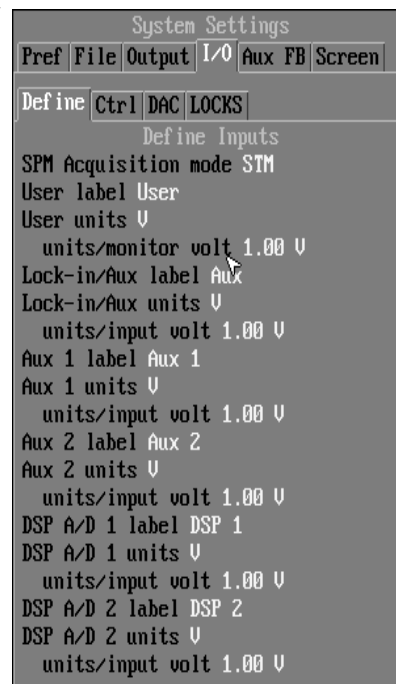 System Settings
Pref File Output I/O Aux FB Screen
Define Ctrl DAC LOCKS
Define Inputs
SPM Acquisition mode STM
User label User
User units V
units/monitor volt 1.00 V
Lock-in/Aux label Aux
Lock-in/Aux units V
units/input volt 1.00 V
Aux 1 label Aux 1
Aux 1 units V
units/input volt 1.00 V
Aux 2 label Aux 2
Aux 2 units V
units/input volt 1.00 V
DSP A/D 1 label DSP 1
DSP A/D 1 units V
units/input volt 1.00 V
DSP A/D 2 label DSP 2
DSP A/D 2 units V
units/input volt 1.00 V